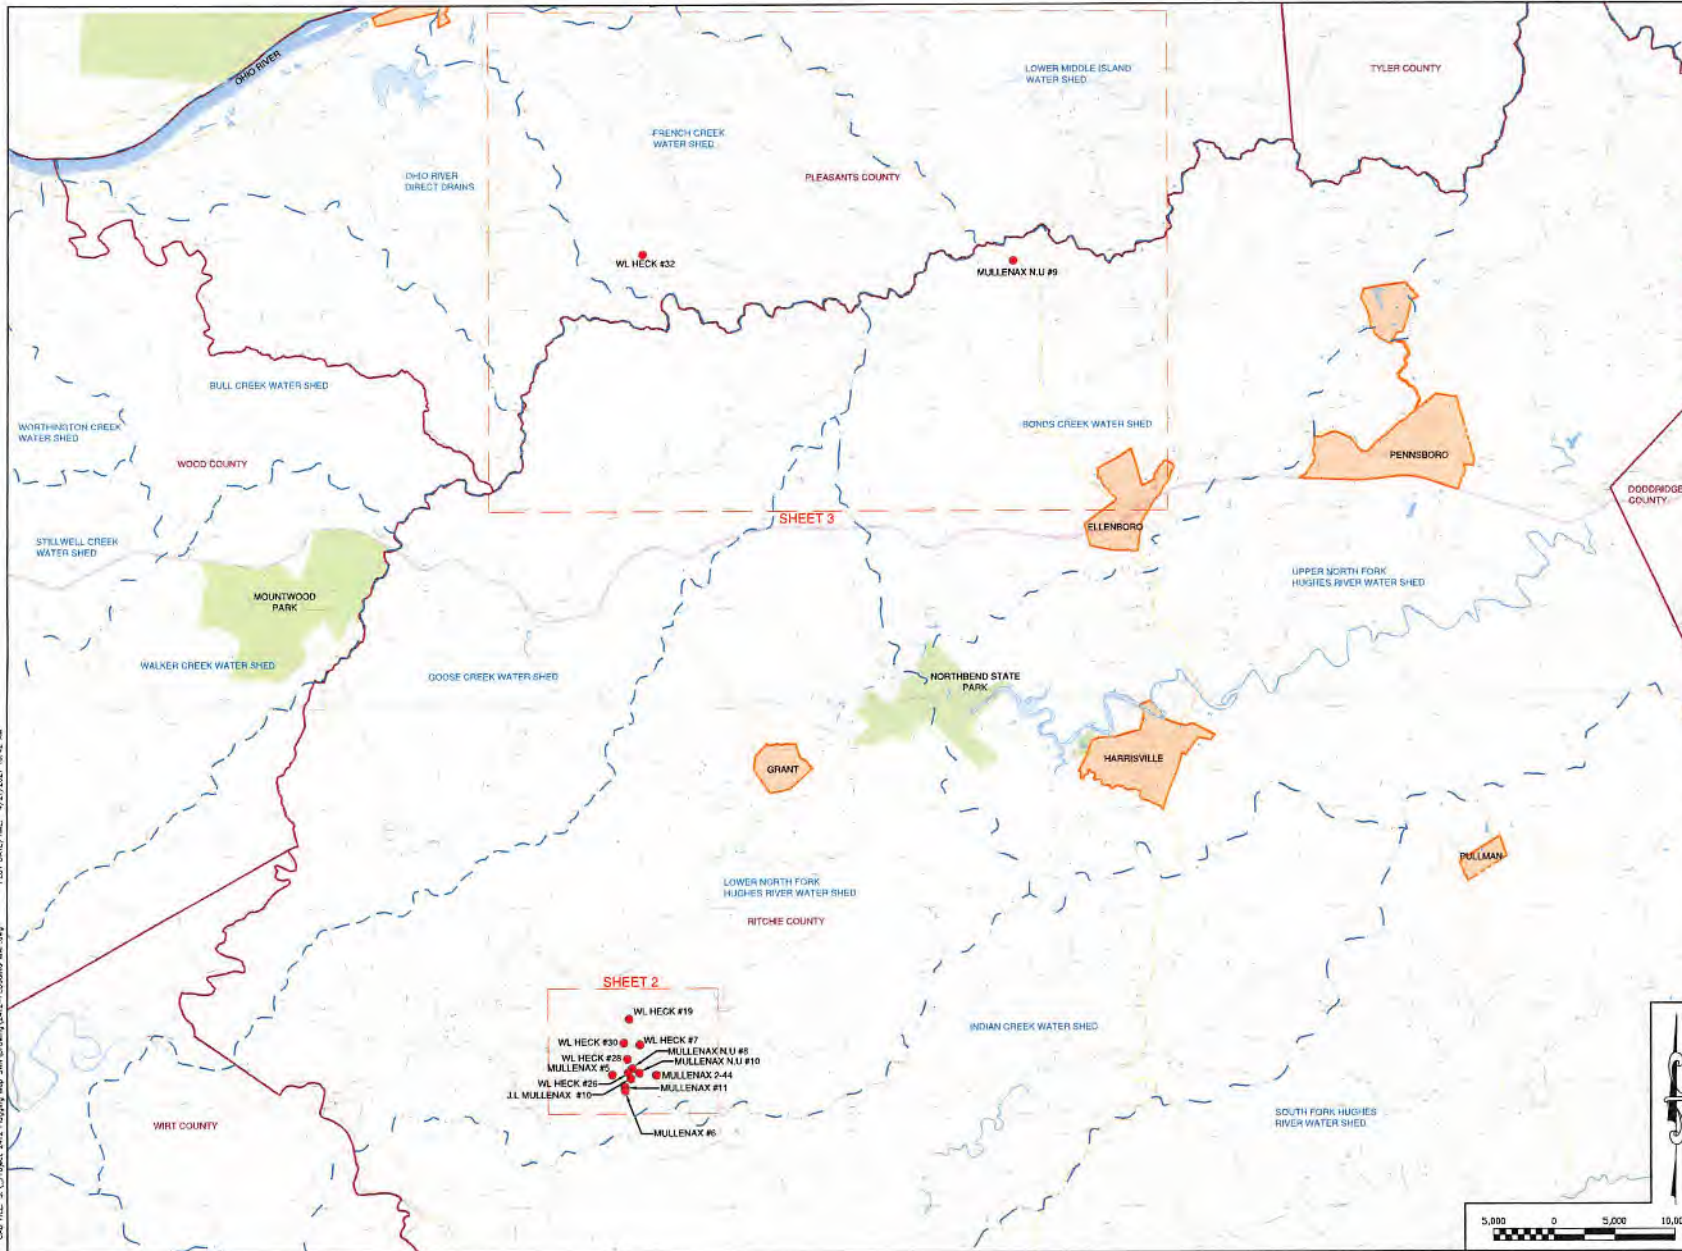 OHIO RIVER
LOWER MIDDLE ISLAND
WATER SHED
TYLER COUNTY
FRENCH CREEK
WATER SHED
OHIO RIVER
DIRECT DRAINS
PLEASANTS COUNTY
WL HECK #32
MULLENAX N.U #9
BULL CREEK WATER SHED
WORTHINGTON CREEK
WATER SHED
WOOD COUNTY
BONDS CREEK WATER SHED
PENNSBORO
DODDRIDGE
COUNTY
SHEET 3
ELLENBORO
STILLWELL CREEK
WATER SHED
UPPER NORTH FORK
HUGHES RIVER WATER SHED
MOUNTWOOD
PARK
WALKER CREEK WATER SHED
GOOSE CREEK WATER SHED
NORTHBEND STATE
PARK
GRANT
HARRISVILLE
PULLMAN
LOWER NORTH FORK
HUGHES RIVER WATER SHED
RITCHIE COUNTY
SHEET 2
WL HECK #19
WL HECK #30
WL HECK #7
MULLENAX N.U #8
WL HECK #28
MULLENAX N.U #10
MULLENAX #5
MULLENAX 2-44
WL HECK #26
MULLENAX #11
J.L MULLENAX #10
MULLENAX #6
INDIAN CREEK WATER SHED
SOUTH FORK HUGHES
RIVER WATER SHED
WIRT COUNTY
5,000 0 5,000